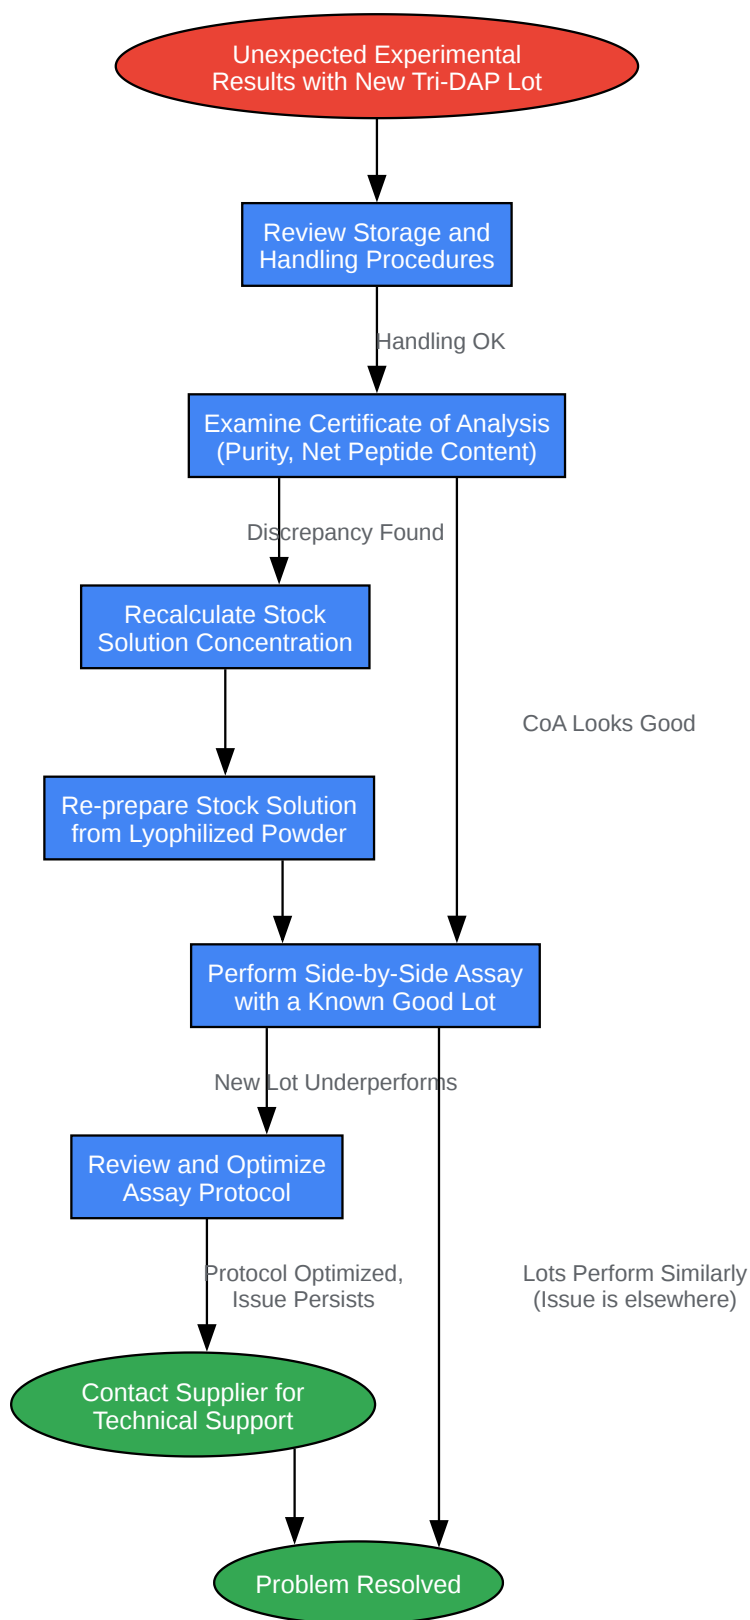 Unexpected Experimental
Results with New Tri-DAP Lot
Review Storage and
Handling Procedures
Handling OK
Examine Certificate of Analysis
(Purity, Net Peptide Content)
Discrepancy Found
Recalculate Stock
Solution Concentration
CoA Looks Good
Re-prepare Stock Solution
from Lyophilized Powder
Perform Side-by-Side Assay
with a Known Good Lot
New Lot Underperforms
Review and Optimize
Assay Protocol
Protocol Optimized,
Issue Persists
Lots Perform Similarly
(Issue is elsewhere)
Contact Supplier for
Technical Support
Problem Resolved